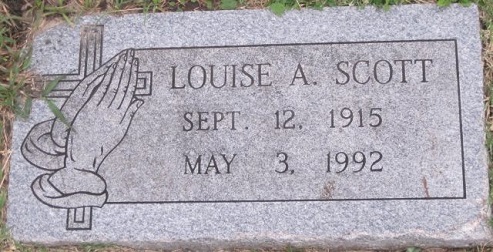 LOUISE A. SCOTT
SEPT. 12, 1915
MAY 3, 1992